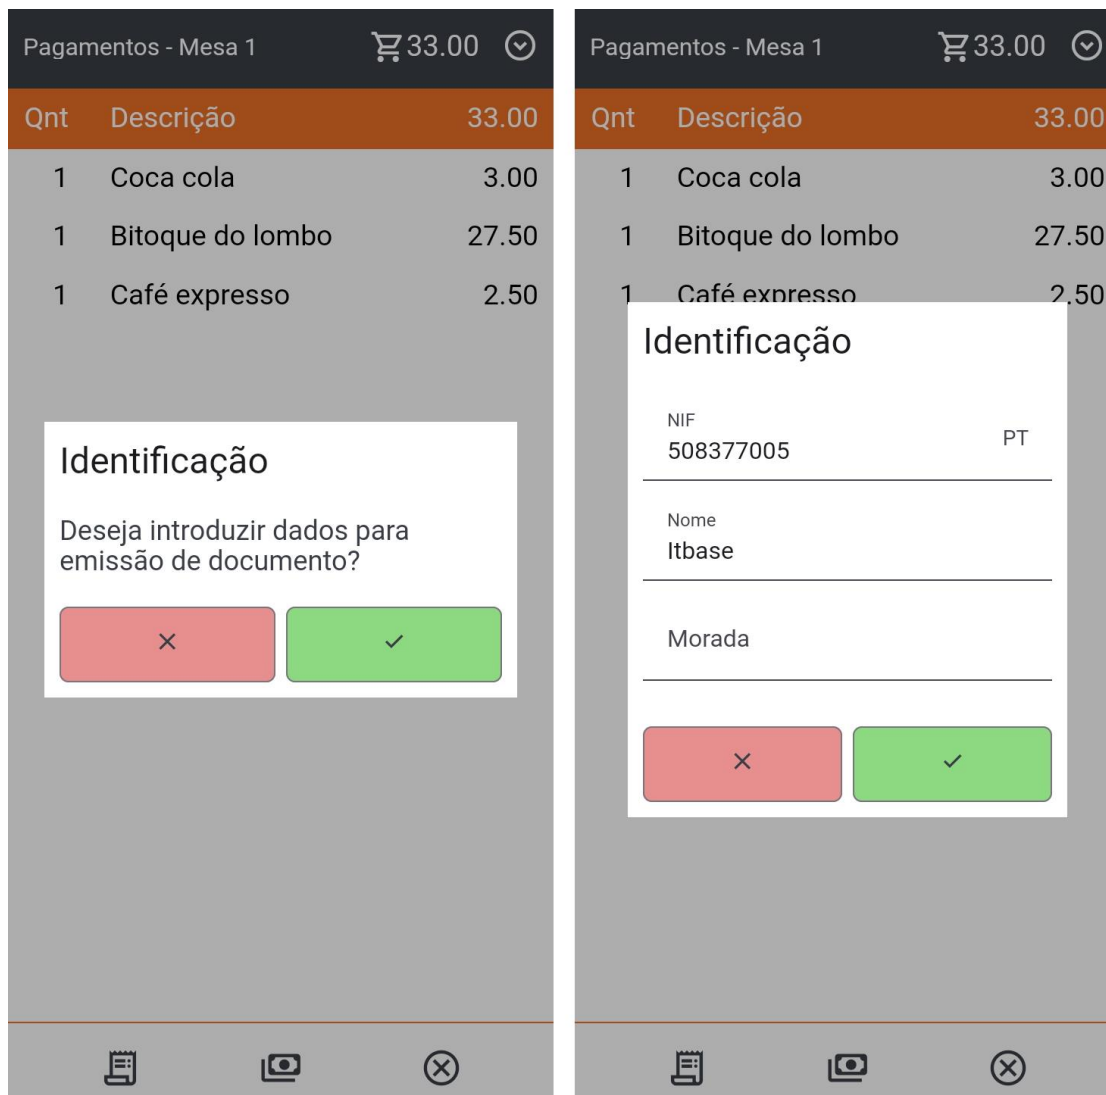 Pagamentos - Mesa 1 33.00
Qnt Descrição 33.00
1 Coca cola 3.00
1 Bitoque do lombo 27.50
1 Café expresso 2.50
Identificação
Deseja introduzir dados para
emissão de documento?
Pagamentos - Mesa 1 33.00
Qnt Descrição 33.00
1 Coca cola 3.00
1 Bitoque do lombo 27.50
1 Café expresso 2.50
Identificação
NIF
508377005 PT
Nome
Itbase
Morada